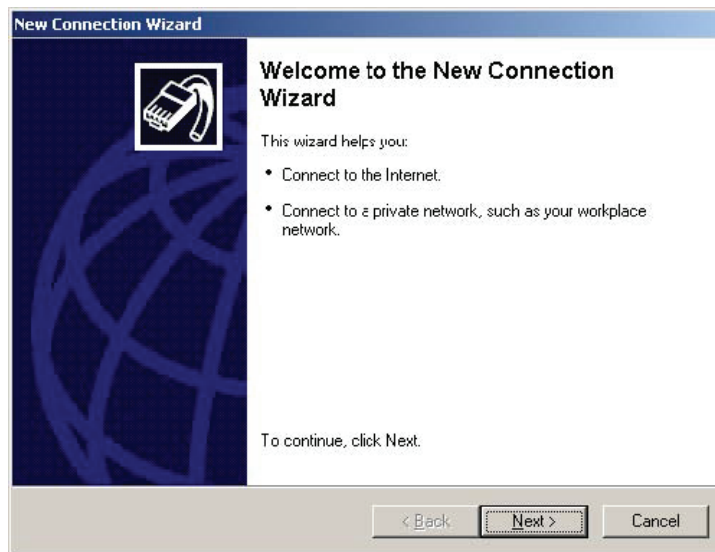 New Connection Wizard
Welcome to the New Connection
Wizard
This wizard helps you:
• Connect to the Internet.
• Connect to a private network, such as your workplace
network.
To continue, click Next.
< Back
Next >
Cancel